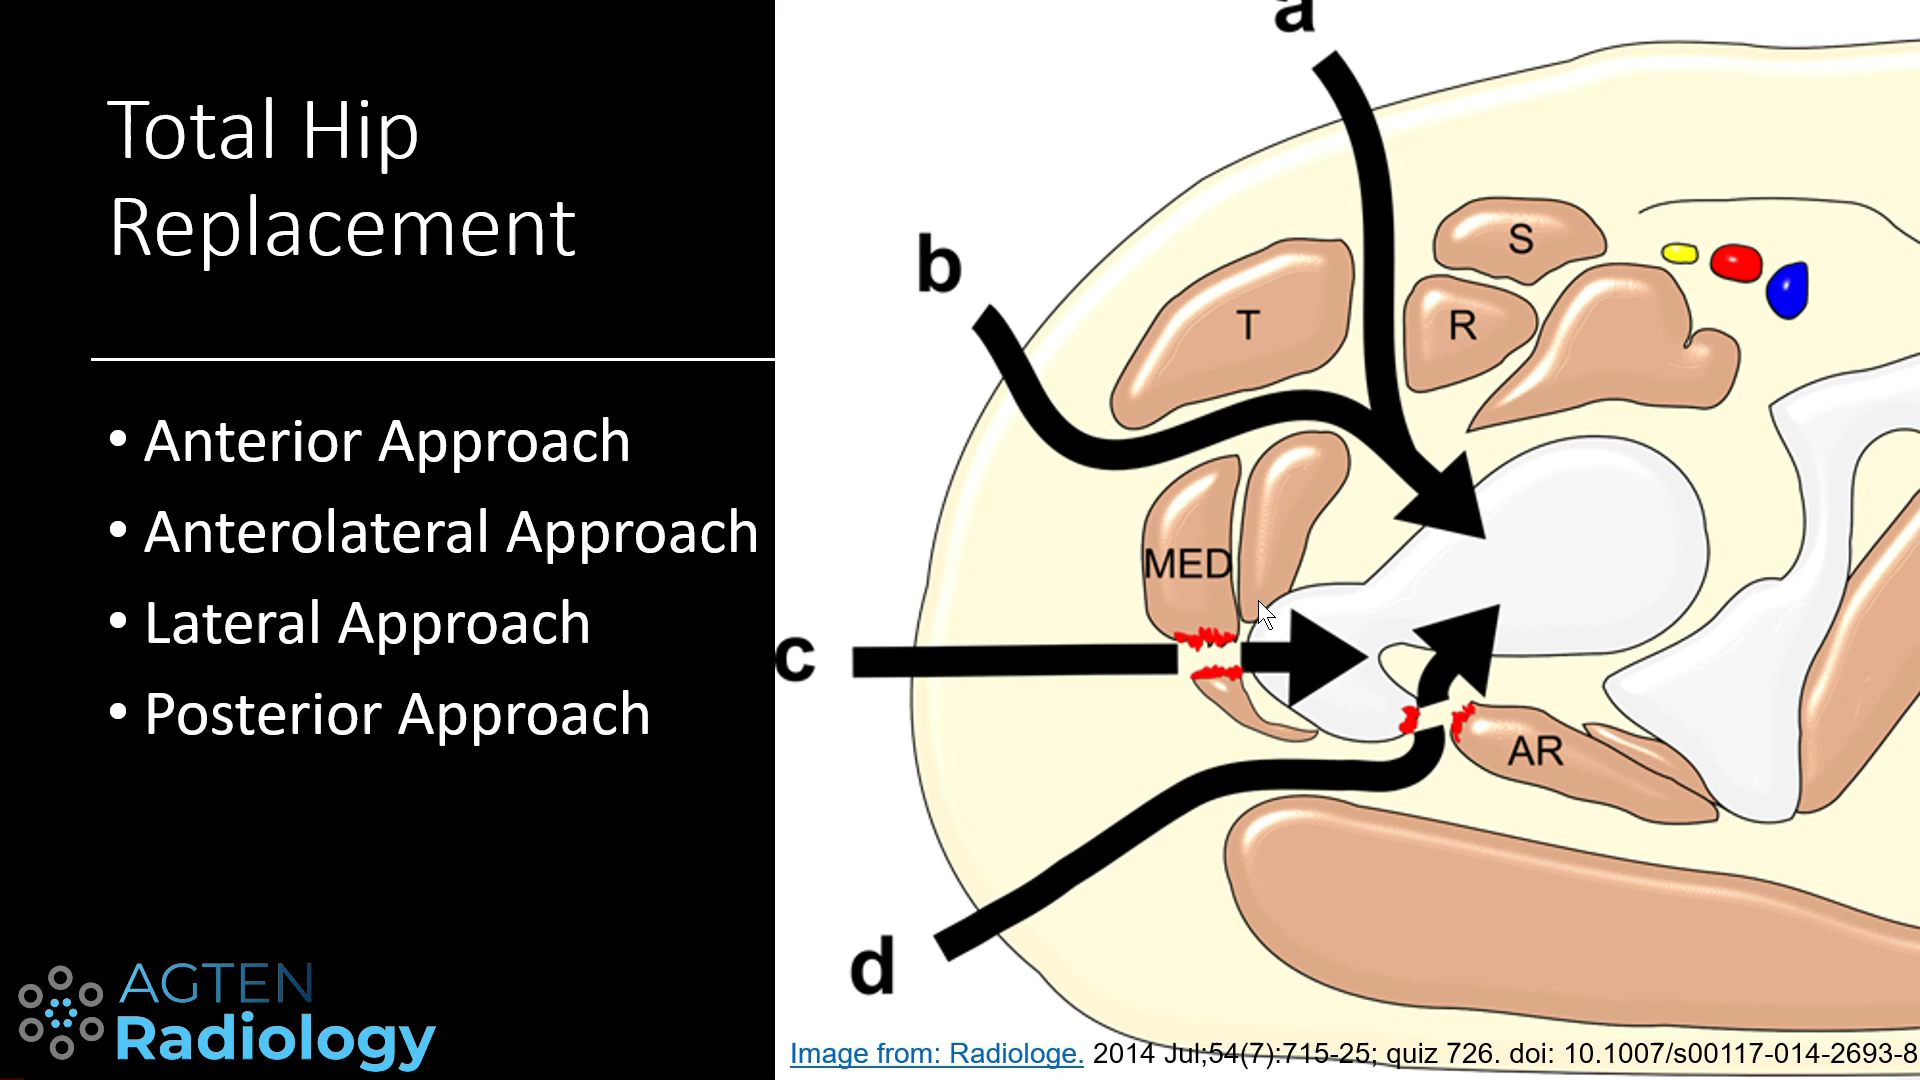 Total Hip
Replacement
• Anterior Approach
• Anterolateral Approach
• Lateral Approach
• Posterior Approach
AGTEN
Radiology
a
b
c
d
S
T
R
MED
AR
Image from: Radiologe. 2014 Jul;54(7):715-25; quiz 726. doi: 10.1007/s00117-014-2693-8